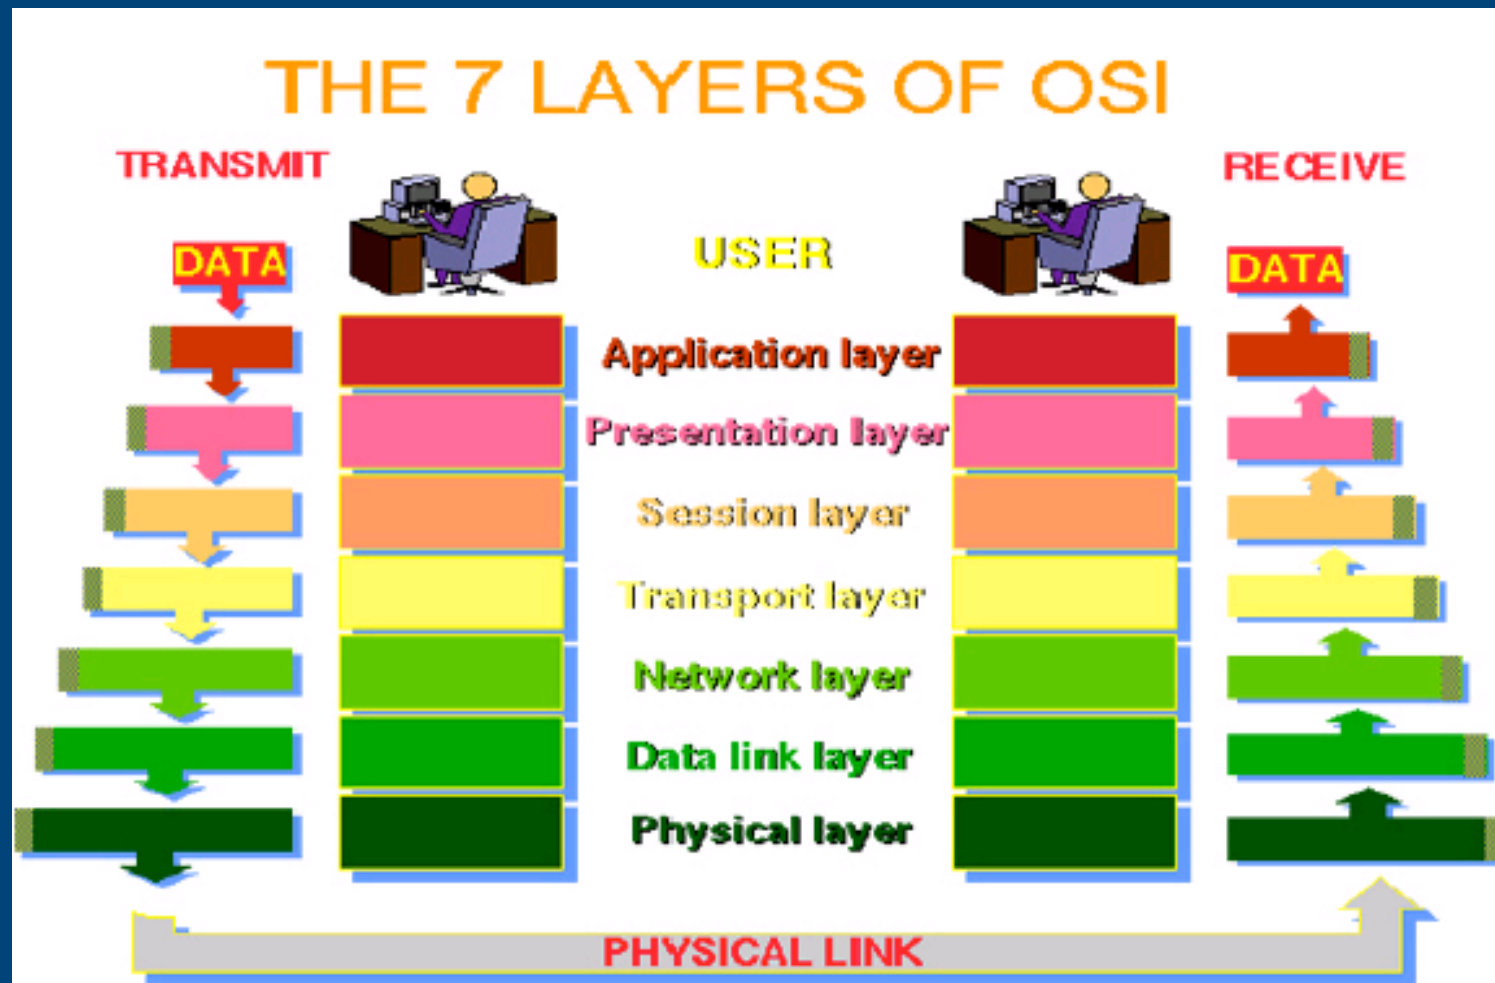 THE 7 LAYERS OF OSI
TRANSMIT
RECEIVE
DATA
USER
DATA
Application layer
Presentation layer
Session layer
Transport layer
Network layer
Data link layer
Physical layer
PHYSICAL LINK